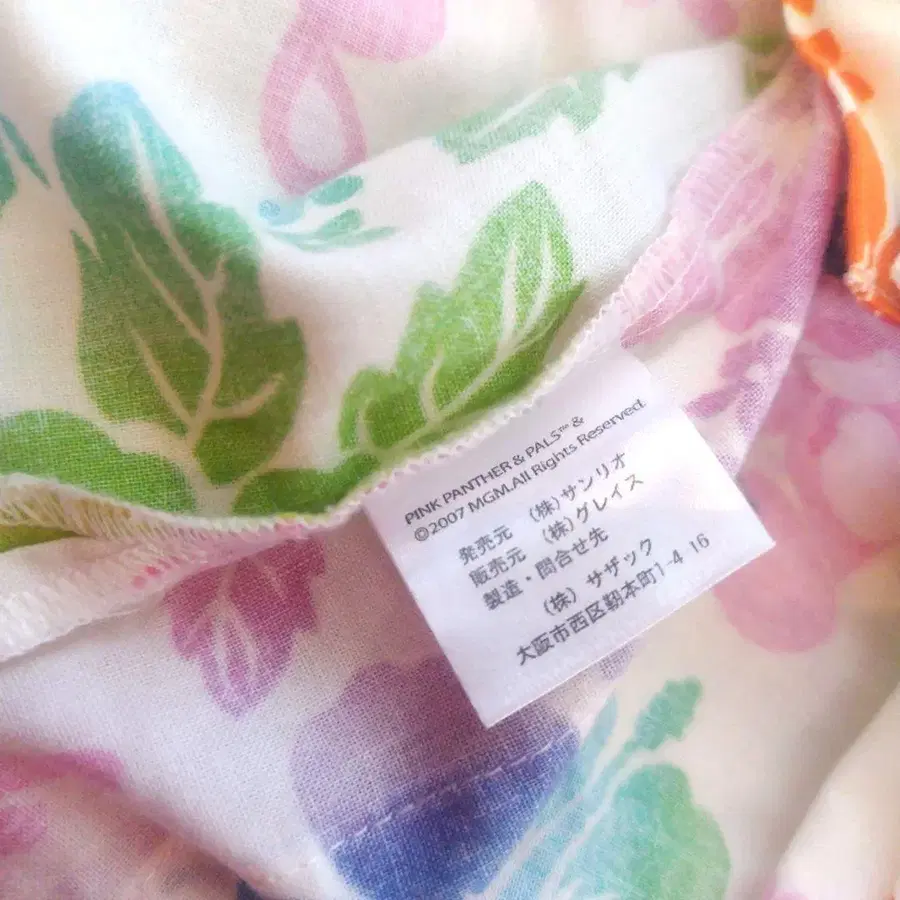 PINK PANTHER & PALS™ &
©2007 MGM.All Rights Reserved.
発売元 (株)サンリオ
販売元 (株)グレイス
製造・問合せ先
(株) サザック
大阪市西区靭本町1-4 16